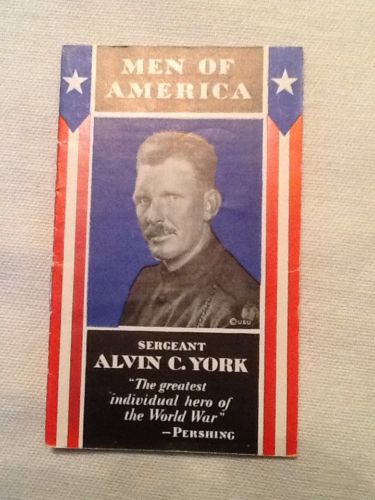 MEN OF
AMERICA
©U&U
SERGEANT
ALVIN C. YORK
"The greatest
individual hero of
the World War"
—PERSHING